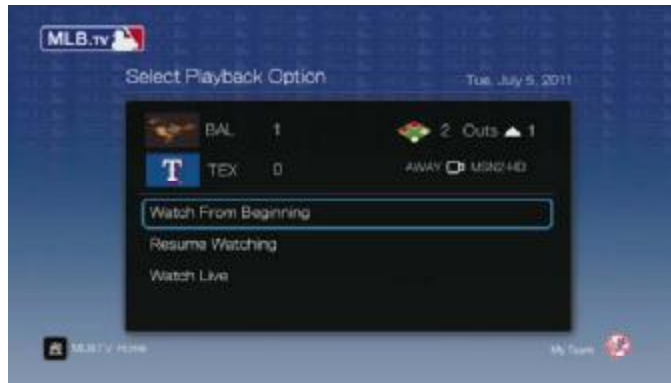 MLB.TV
Select Playback Option
Tue, July 5, 2011
BAL 1
2 Outs ▲ 1
T TEX 0
AWAY MSN2-HD
Watch From Beginning
Resume Watching
Watch Live
MLB.TV Home
My Team